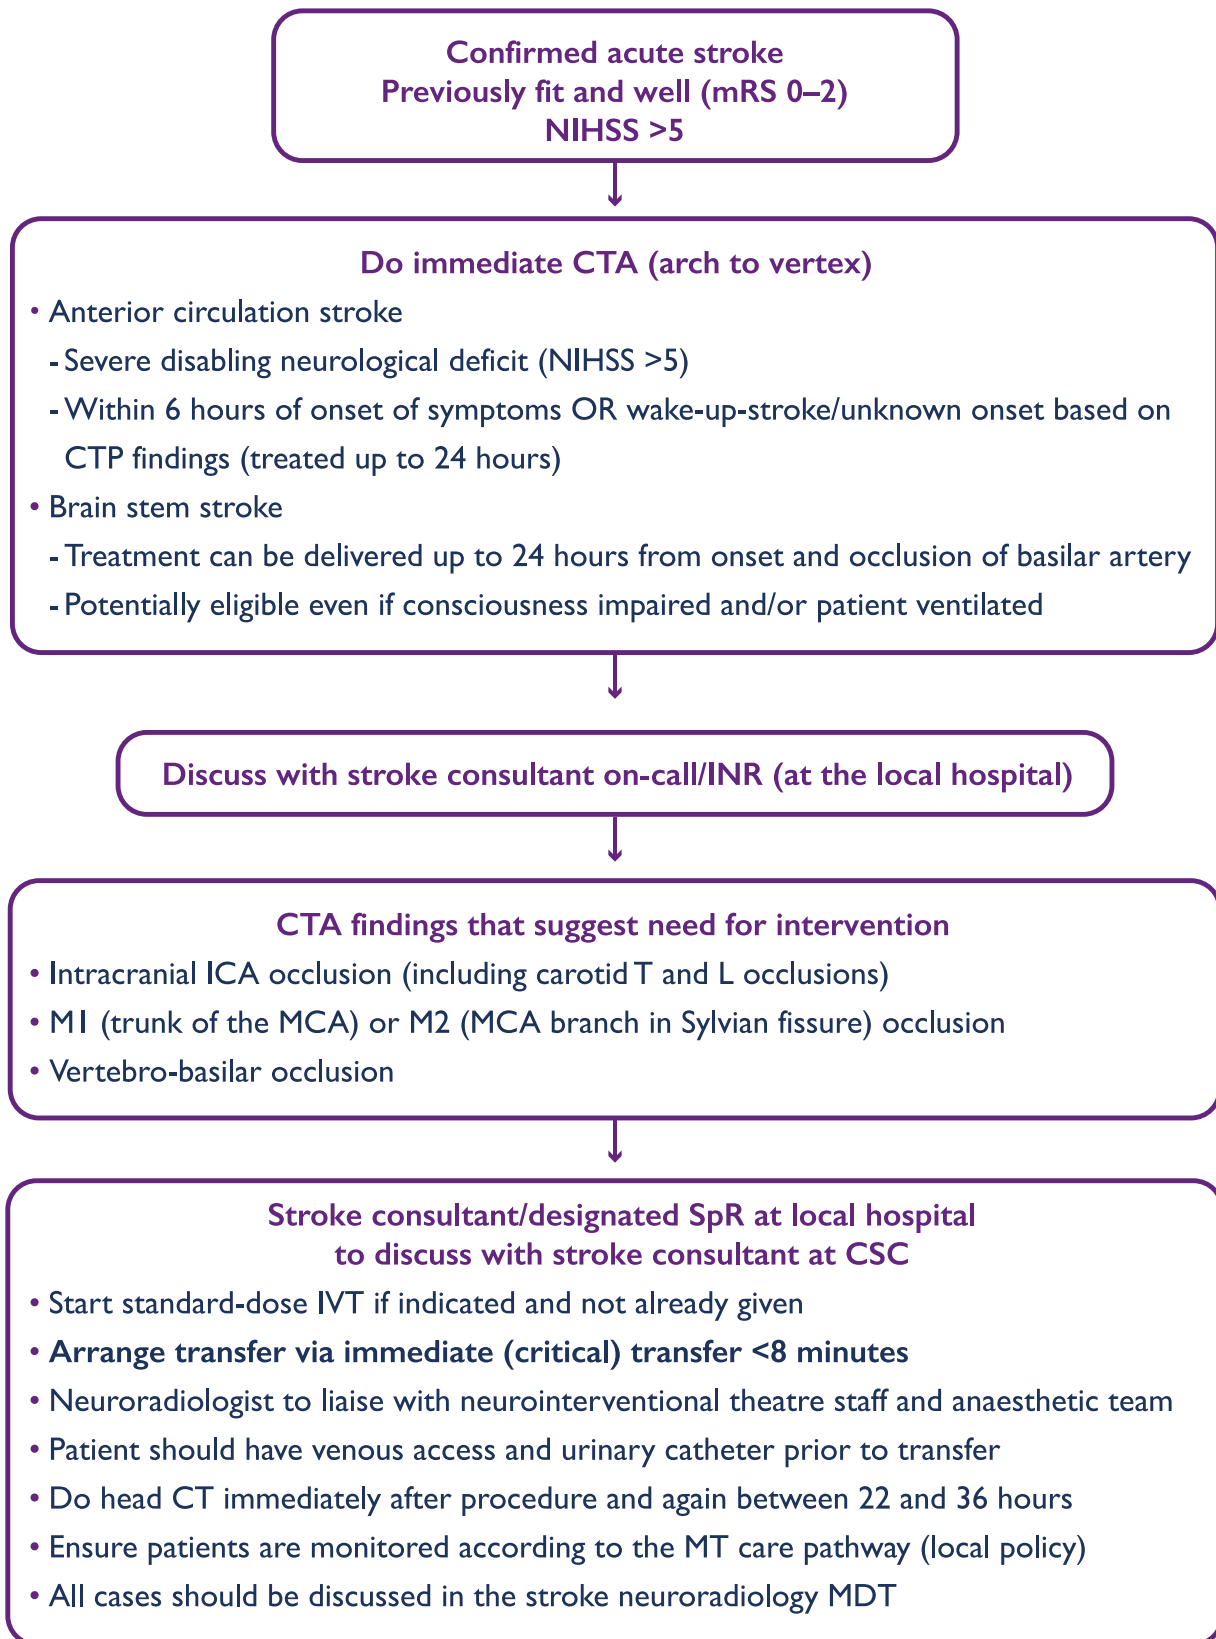 Confirmed acute stroke
Previously fit and well (mRS 0–2)
NIHSS >5
Do immediate CTA (arch to vertex)
• Anterior circulation stroke
- Severe disabling neurological deficit (NIHSS >5)
- Within 6 hours of onset of symptoms OR wake-up-stroke/unknown onset based on
CTP findings (treated up to 24 hours)
• Brain stem stroke
- Treatment can be delivered up to 24 hours from onset and occlusion of basilar artery
- Potentially eligible even if consciousness impaired and/or patient ventilated
Discuss with stroke consultant on-call/INR (at the local hospital)
CTA findings that suggest need for intervention
• Intracranial ICA occlusion (including carotid T and L occlusions)
• M1 (trunk of the MCA) or M2 (MCA branch in Sylvian fissure) occlusion
• Vertebro-basilar occlusion
Stroke consultant/designated SpR at local hospital
to discuss with stroke consultant at CSC
• Start standard-dose IVT if indicated and not already given
• Arrange transfer via immediate (critical) transfer <8 minutes
• Neuroradiologist to liaise with neurointerventional theatre staff and anaesthetic team
• Patient should have venous access and urinary catheter prior to transfer
• Do head CT immediately after procedure and again between 22 and 36 hours
• Ensure patients are monitored according to the MT care pathway (local policy)
• All cases should be discussed in the stroke neuroradiology MDT